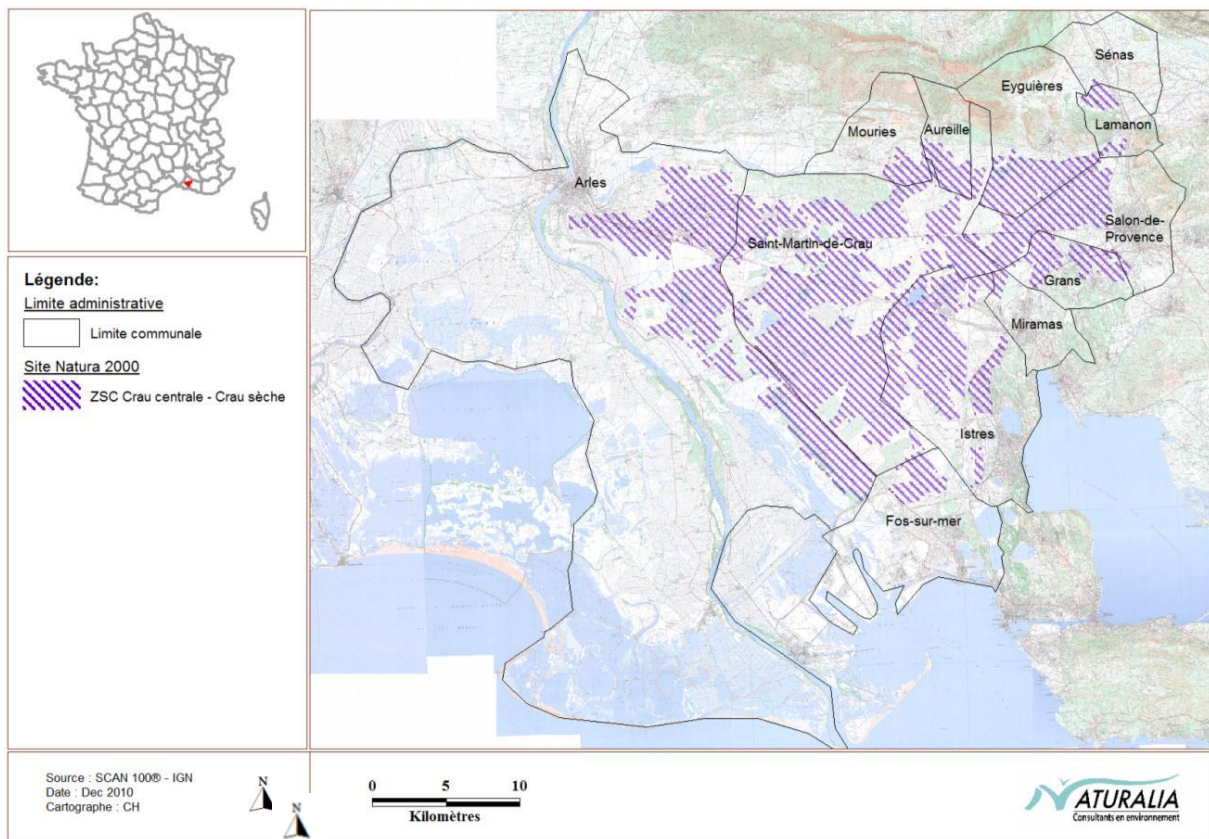 Légende:
Limite administrative
Limite communale
Site Natura 2000
ZSC Crau centrale - Crau sèche
Sénas
Eyguières
Lamanon
Mouries
Aureille
Arles
Salon-de-
Provence
Saint-Martin-de-Crau
Grans
Miramas
Istres
Fos-sur-mer
Source : SCAN 100® - IGN
Date : Dec 2010
Cartographe : CH
N
N
0 5 10
Kilomètres
NATURALIA
Consultants en environnement